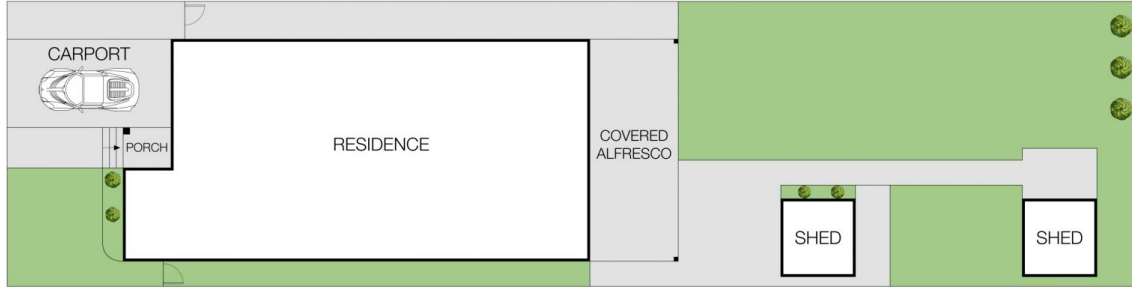 CARPORT
PORCH
RESIDENCE
COVERED
ALFRESCO
SHED
SHED